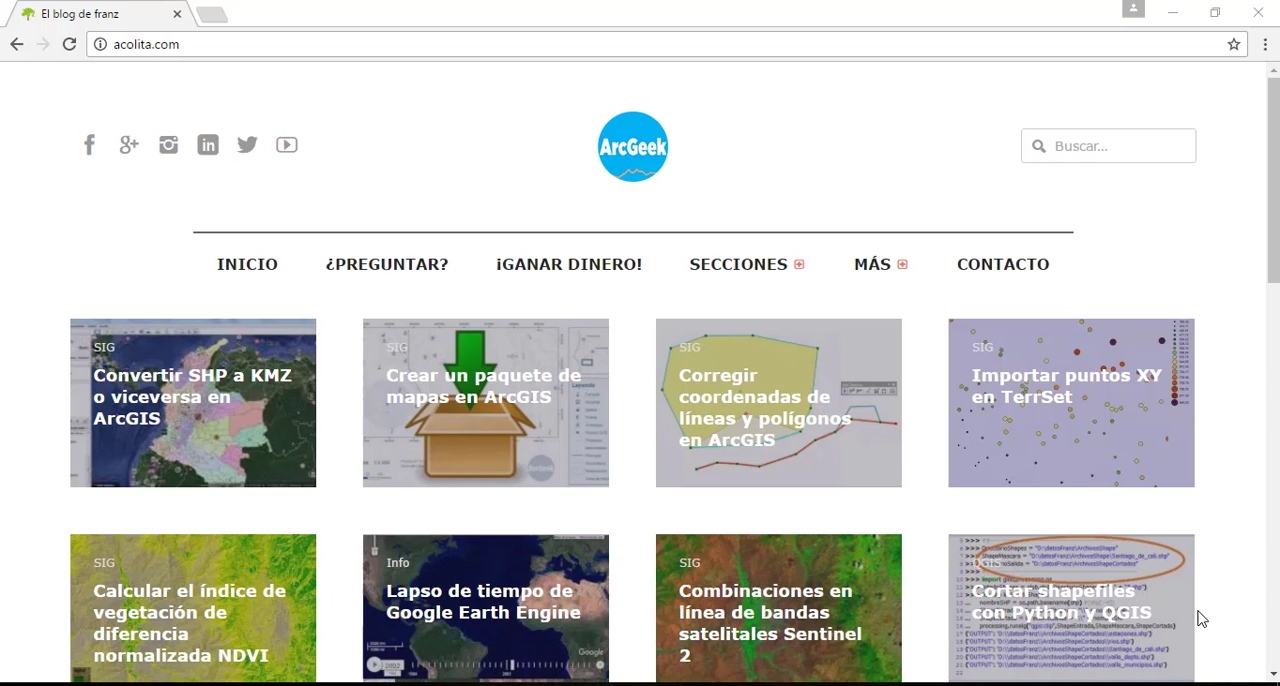 El blog de franz
acolita.com
ArcGeek
Buscar...
INICIO
¿PREGUNTAR?
¡GANAR DINERO!
SECCIONES
MÁS
CONTACTO
SIG
Convertir SHP a KMZ
o viceversa en
ArcGIS
SIG
Crear un paquete de
mapas en ArcGIS
SIG
Corregir
coordenadas de
líneas y polígonos
en ArcGIS
SIG
Importar puntos XY
en TerrSet
SIG
Calcular el índice de
vegetación de
diferencia
normalizada NDVI
Info
Lapso de tiempo de
Google Earth Engine
Google
SIG
Combinaciones en
línea de bandas
satelitales Sentinel
2
Cortar shapefiles
con Python y QGIS